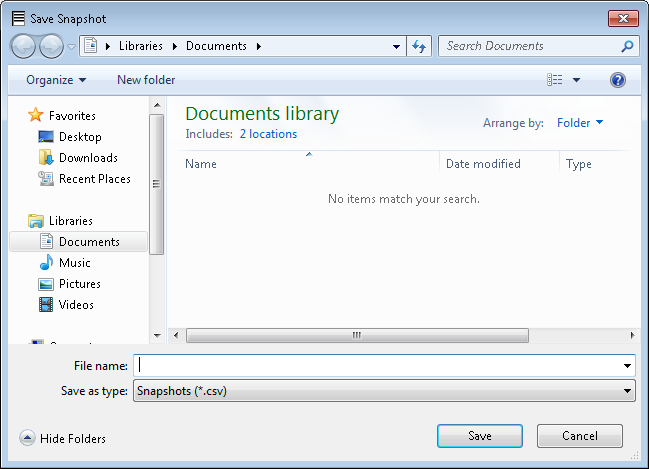 Save Snapshot
Libraries Documents
Search Documents
Organize New folder
Favorites
Desktop
Downloads
Recent Places
Libraries
Documents
Music
Pictures
Videos
Documents library
Includes: 2 locations
Arrange by: Folder
Name Date modified Type
No items match your search.
File name:
Save as type: Snapshots (*.csv)
Hide Folders
Save Cancel